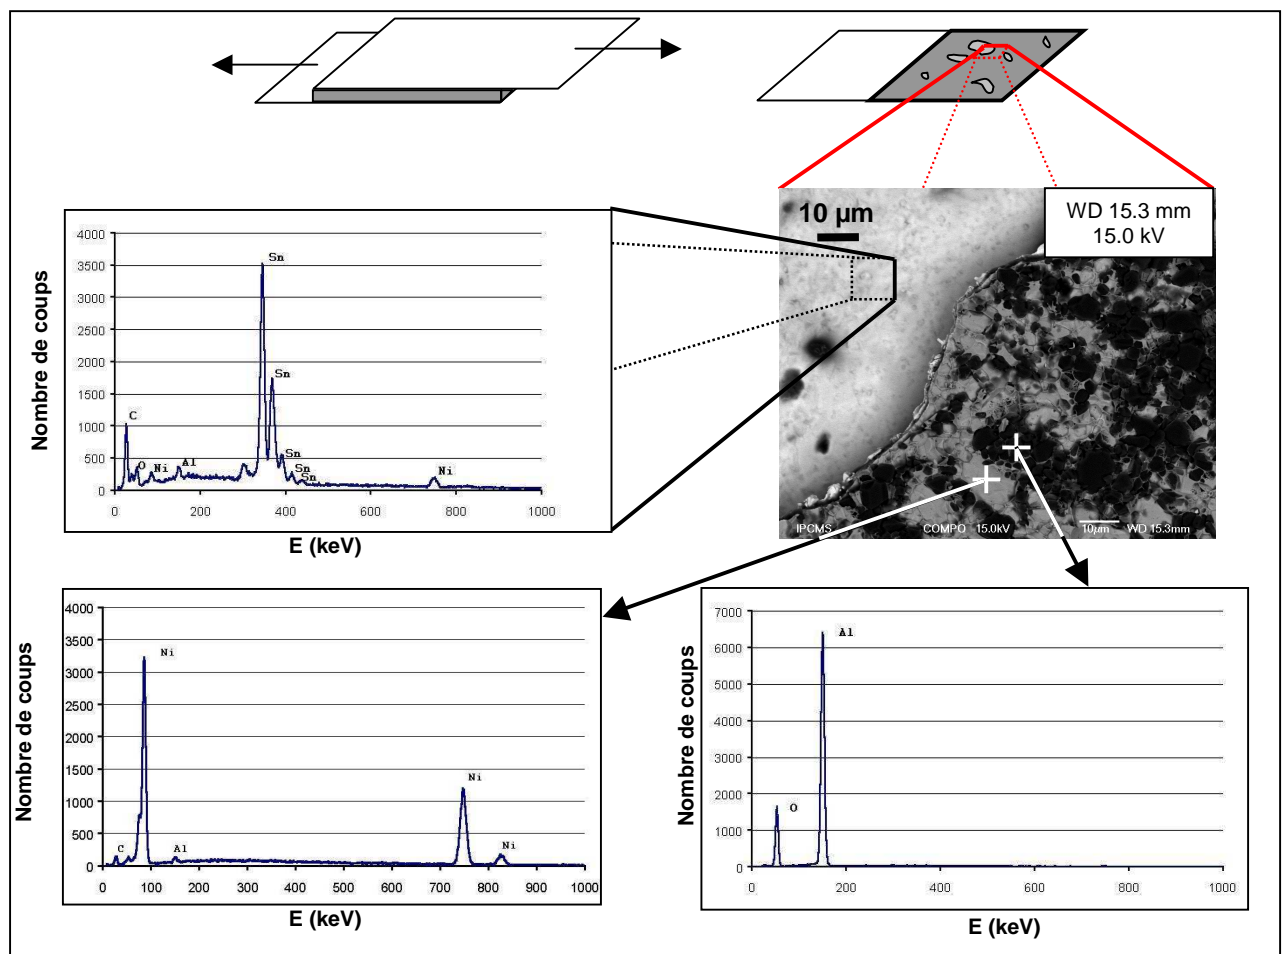 WD 15.3 mm
15.0 kV
10 µm
IPCMS COMPO 15.0kV 10µm WD 15.3mm
Nombre de coups
4000
3500
3000
2500
2000
1500
1000
500
0
C
O
Ni
Al
Sn
Sn
Sn
Sn
Sn
Ni
0 200 400 600 800 1000
E (keV)
Nombre de coups
4000
3500
3000
2500
2000
1500
1000
500
0
C
Ni
Al
Ni
Ni
0 100 200 300 400 500 600 700 800 900 1000
E (keV)
Nombre de coups
7000
6000
5000
4000
3000
2000
1000
0
O
Al
0 200 400 600 800 1000
E (keV)